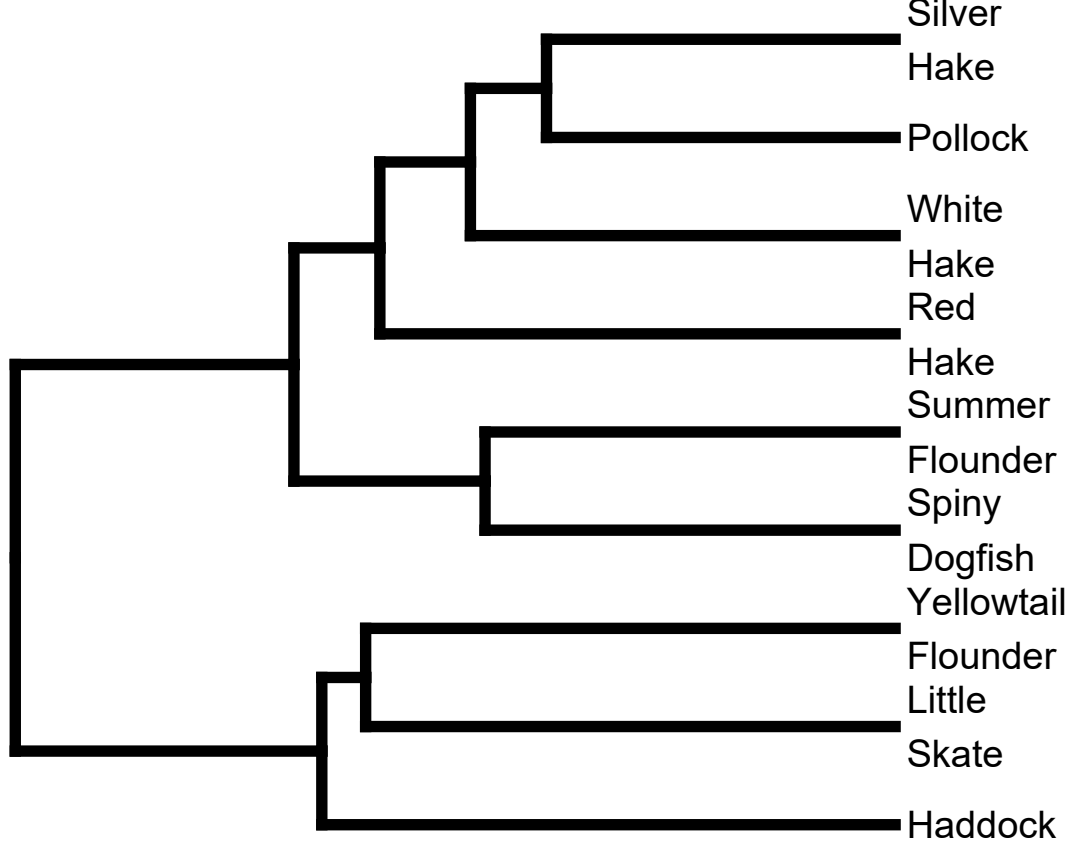 Silver
Hake
Pollock
White
Hake
Red
Hake
Summer
Flounder
Spiny
Dogfish
Yellowtail
Flounder
Little
Skate
Haddock